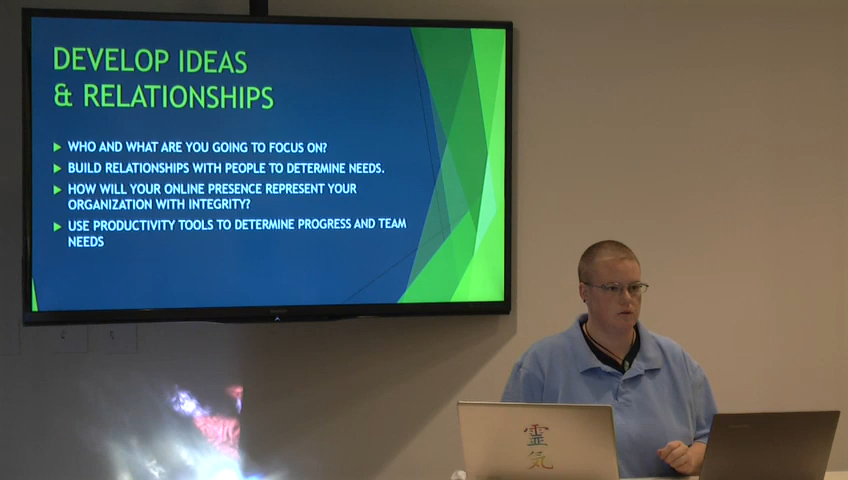 DEVELOP IDEAS
& RELATIONSHIPS
WHO AND WHAT ARE YOU GOING TO FOCUS ON?
BUILD RELATIONSHIPS WITH PEOPLE TO DETERMINE NEEDS.
HOW WILL YOUR ONLINE PRESENCE REPRESENT YOUR
ORGANIZATION WITH INTEGRITY?
USE PRODUCTIVITY TOOLS TO DETERMINE PROGRESS AND TEAM
NEEDS
靈
気